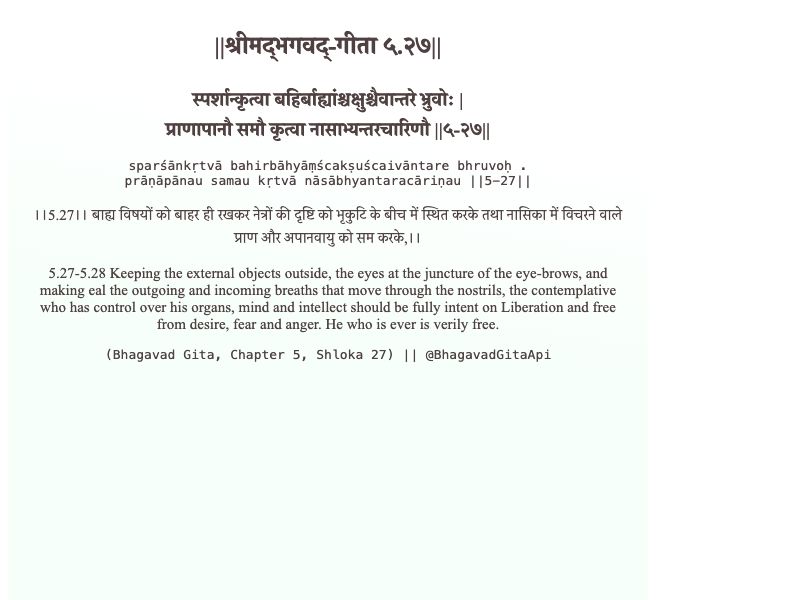 ||श्रीमद्‍भगवद्‍-गीता ५.२७||
स्पर्शान्कृत्वा बहिर्बाह्यांश्चक्षुश्चैवान्तरे भ्रुवोः |
प्राणापानौ समौ कृत्वा नासाभ्यन्तरचारिणौ ||५-२७||
sparśānkṛtvā bahirbāhyāṃścakṣuścaivāntare bhruvoḥ .
prāṇāpānau samau kṛtvā nāsābhyantaracāriṇau ||5-27||
।।5.27।। बाह्य विषयों को बाहर ही रखकर नेत्रों की दृष्टि को भृकुटि के बीच में स्थित करके तथा नासिका में विचरने वाले
प्राण और अपानवायु को सम करके,।।
5.27-5.28 Keeping the external objects outside, the eyes at the juncture of the eye-brows, and
making eal the outgoing and incoming breaths that move through the nostrils, the contemplative
who has control over his organs, mind and intellect should be fully intent on Liberation and free
from desire, fear and anger. He who is ever is verily free.
(Bhagavad Gita, Chapter 5, Shloka 27) || @BhagavadGitaApi